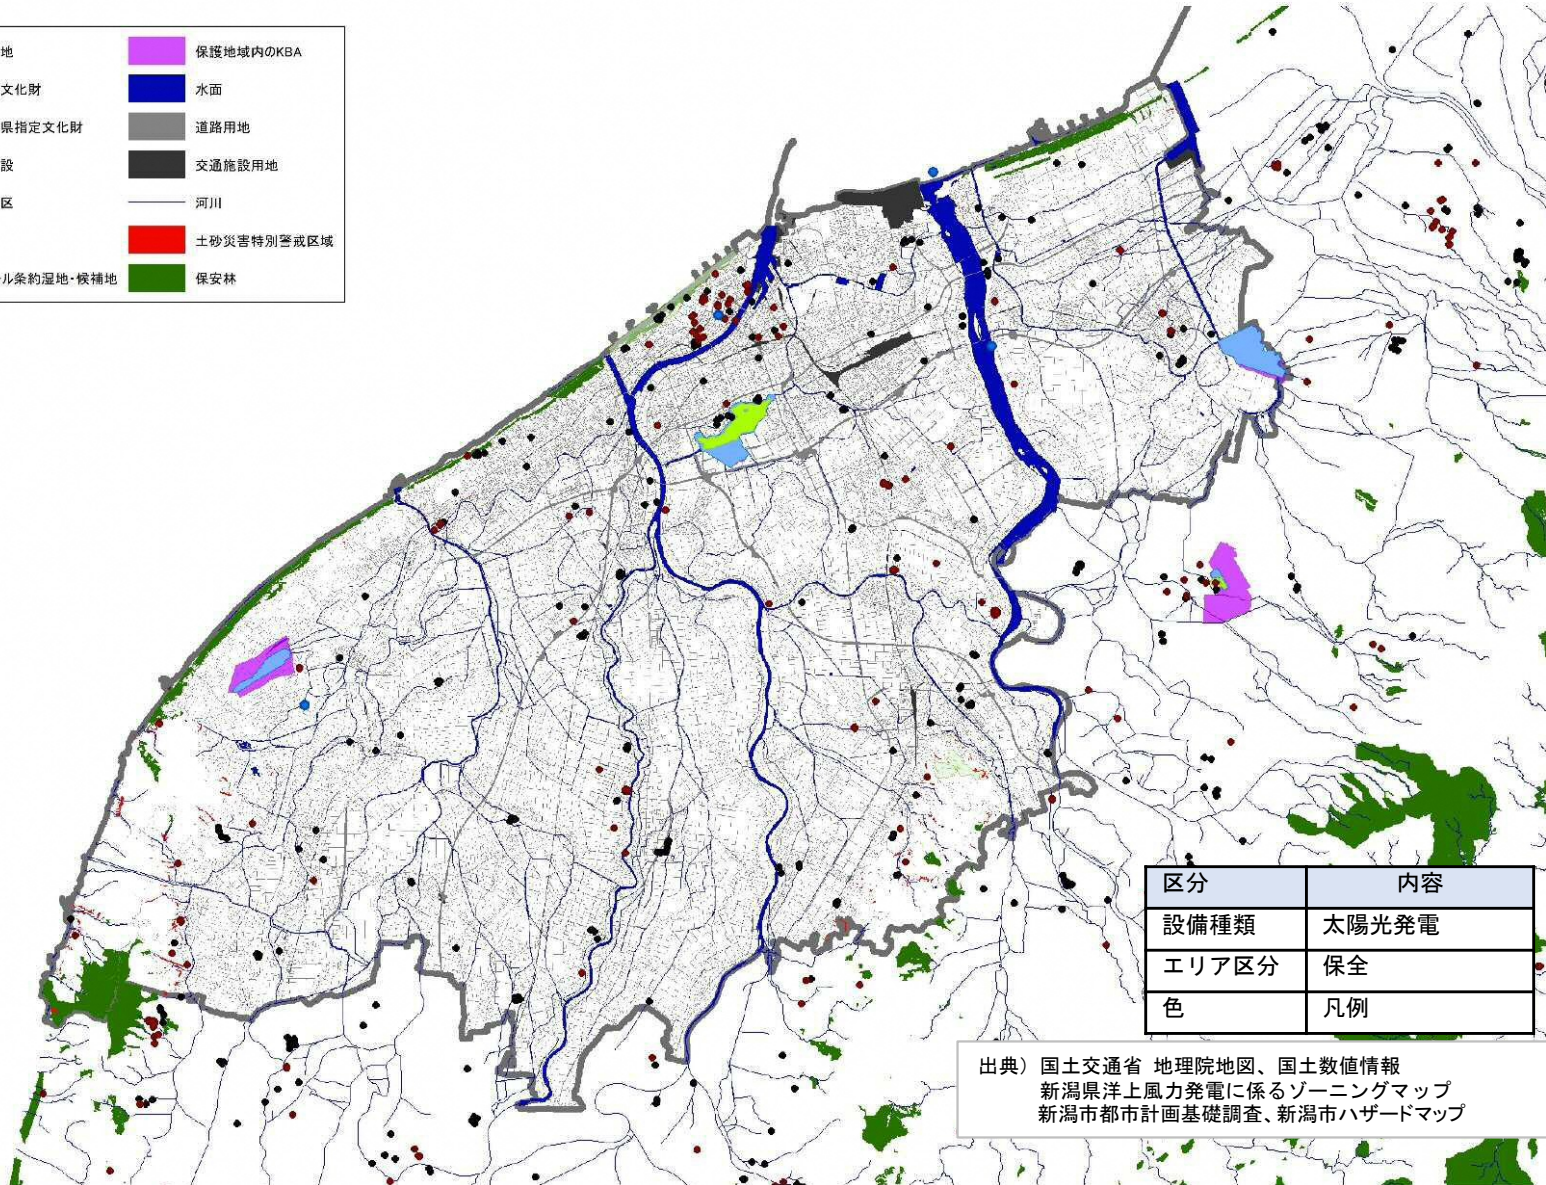 地
保護地域内のKBA
文化財
水面
県指定文化財
道路用地
設
交通施設用地
区
河川
土砂災害特別警戒区域
ル条約湿地・候補地
保安林
区分 内容
設備種類 太陽光発電
エリア区分 保全
色 凡例
出典）国土交通省 地理院地図、国土数値情報
新潟県洋上風力発電に係るゾーニングマップ
新潟市都市計画基礎調査、新潟市ハザードマップ